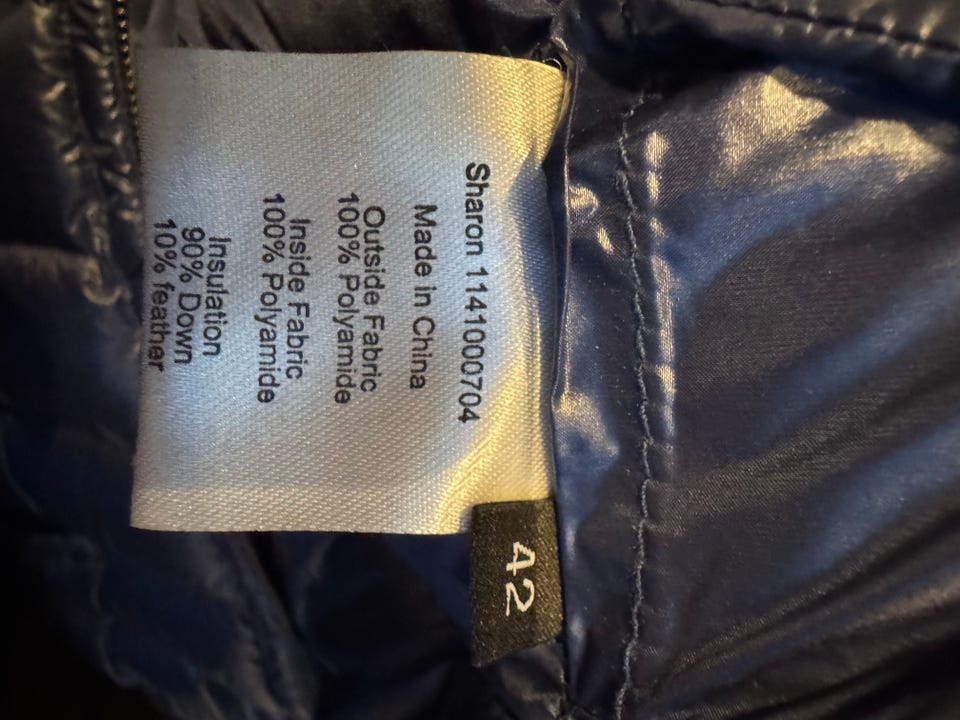 Sharon 1141000704
Made in China
Outside Fabric
100% Polyamide
Inside Fabric
100% Polyamide
Insulation
90% Down
10% feather
42